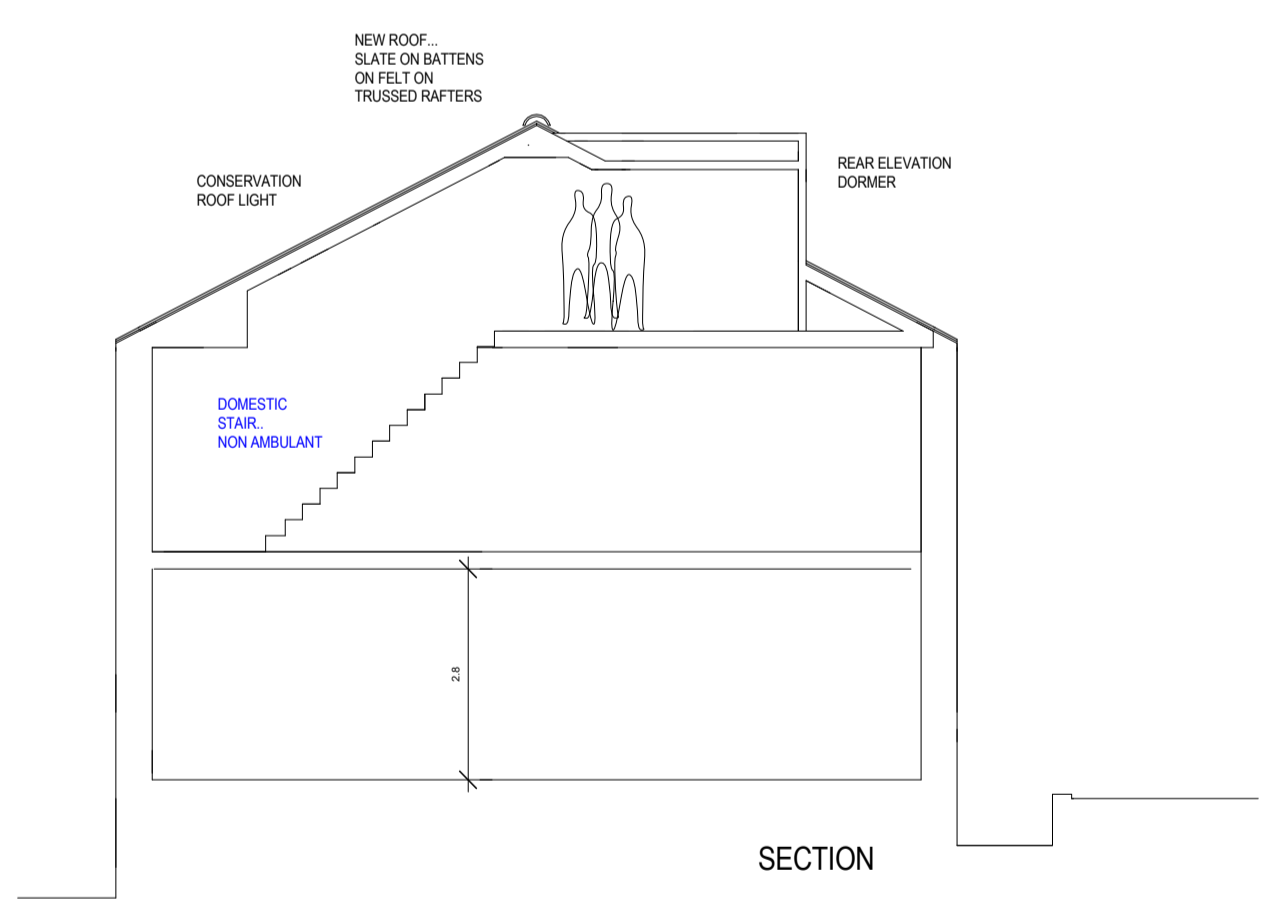 NEW ROOF...
SLATE ON BATTENS
ON FELT ON
TRUSSED RAFTERS
CONSERVATION
ROOF LIGHT
REAR ELEVATION
DORMER
DOMESTIC
STAIR..
NON AMBULANT
2.8
SECTION